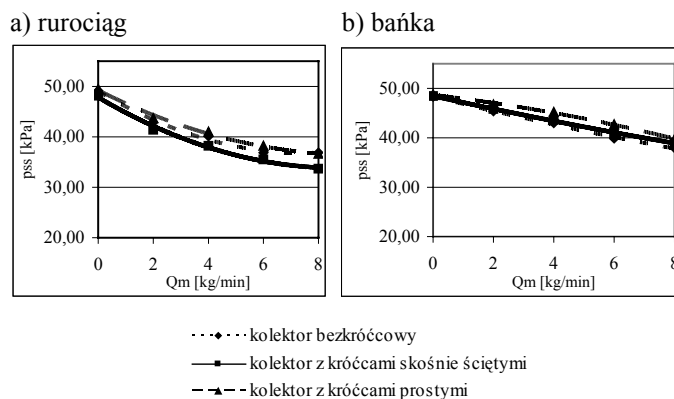 a) rurociąg
b) bańka
50,00
40,00
30,00
20,00
pss [kPa]
0 2 4 6 8
Qm [kg/min]
50,00
40,00
30,00
20,00
pss [kPa]
0 2 4 6 8
Qm [kg/min]
kolektor bezkróćcowy
kolektor z króćcami skośnie ściętymi
kolektor z króćcami prostymi